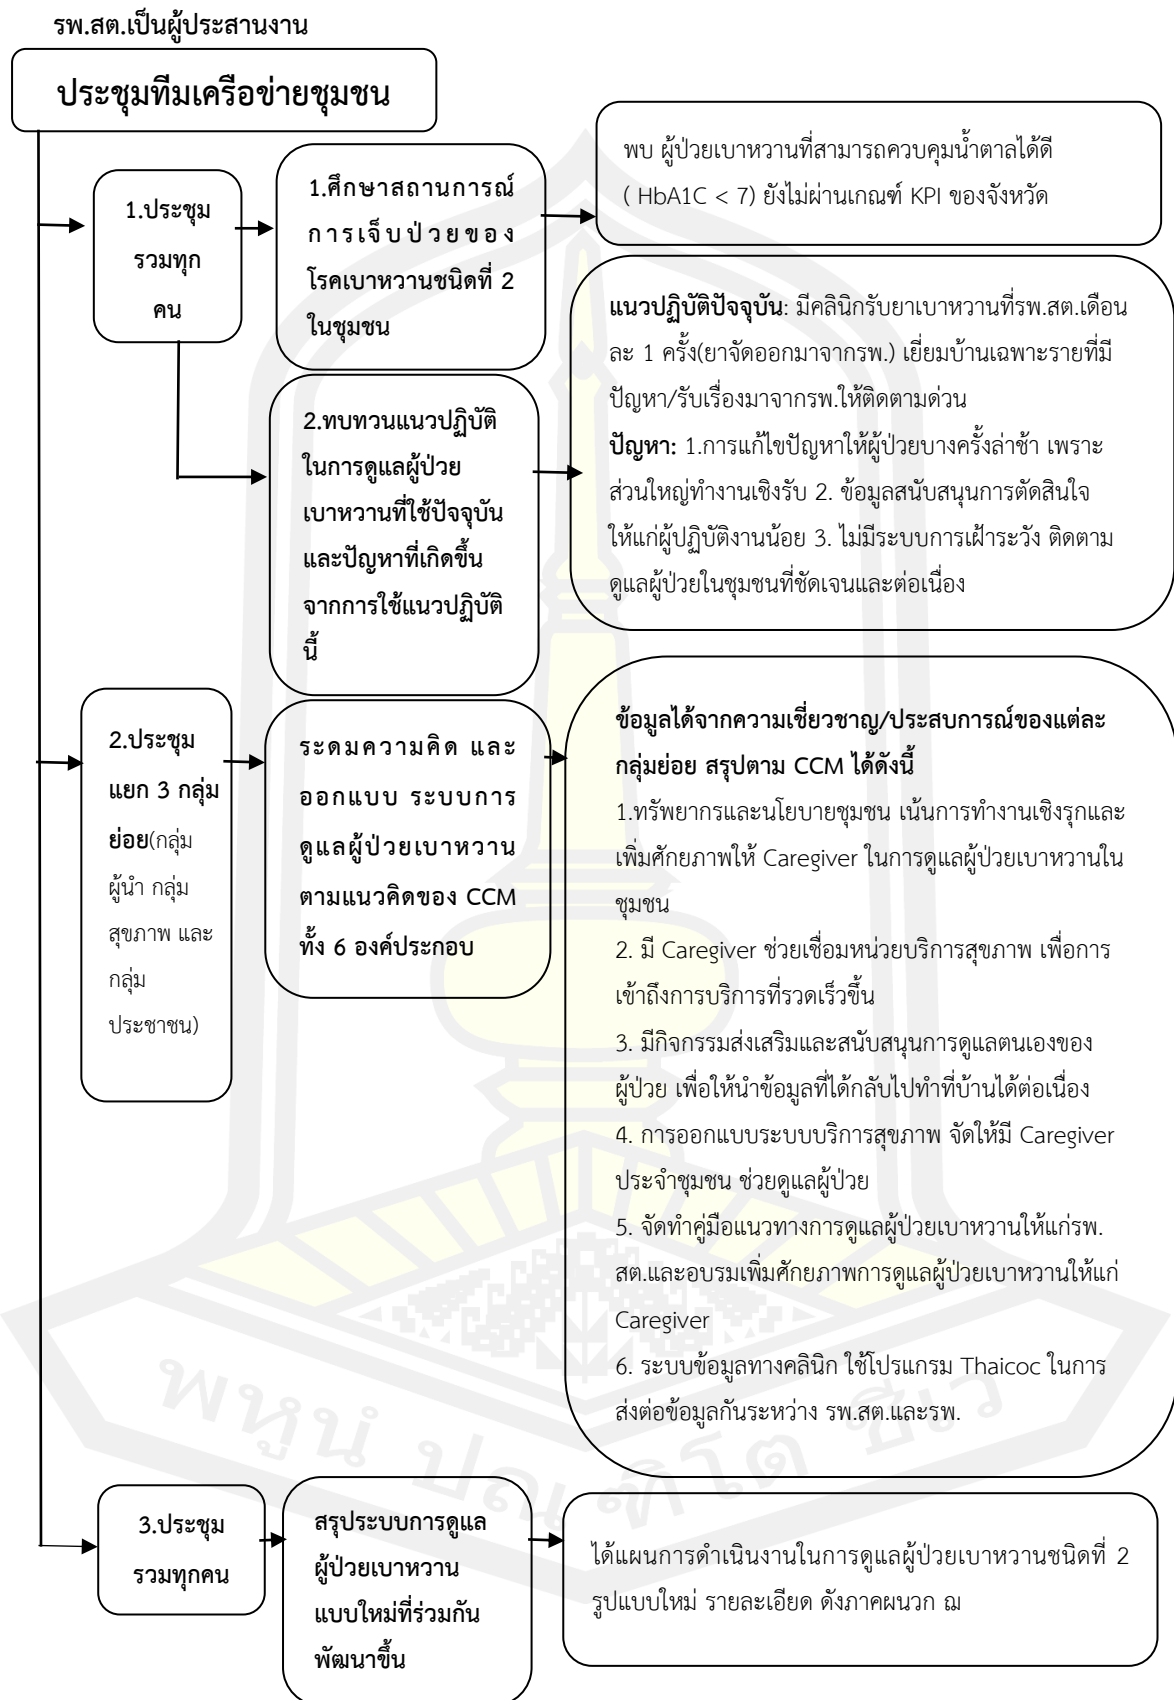 รพ.สต.เป็นผู้ประสานงาน
ประชุมทีมเครือข่ายชุมชน
1.ประชุม
รวมทุก
คน
1.ศึกษาสถานการณ์
การเจ็บป่วยของ
โรคเบาหวานชนิดที่ 2
ในชุมชน
พบ ผู้ป่วยเบาหวานที่สามารถควบคุมน้ำตาลได้ดี
( HbA1C < 7) ยังไม่ผ่านเกณฑ์ KPI ของจังหวัด
2.ทบทวนแนวปฏิบัติ
ในการดูแลผู้ป่วย
เบาหวานที่ใช้ปัจจุบัน
และปัญหาที่เกิดขึ้น
จากการใช้แนวปฏิบัติ
นี้
แนวปฏิบัติปัจจุบัน: มีคลินิกรับยาเบาหวานที่รพ.สต.เดือน
ละ 1 ครั้ง(ยาจัดออกมาจากรพ.) เยี่ยมบ้านเฉพาะรายที่มี
ปัญหา/รับเรื่องมาจากรพ.ให้ติดตามด่วน
ปัญหา: 1.การแก้ไขปัญหาให้ผู้ป่วยบางครั้งล่าช้า เพราะ
ส่วนใหญ่ทำงานเชิงรับ 2. ข้อมูลสนับสนุนการตัดสินใจ
ให้แก่ผู้ปฏิบัติงานน้อย 3. ไม่มีระบบการเฝ้าระวัง ติดตาม
ดูแลผู้ป่วยในชุมชนที่ชัดเจนและต่อเนื่อง
2.ประชุม
แยก 3 กลุ่ม
ย่อย(กลุ่ม
ผู้นำ กลุ่ม
สุขภาพ และ
กลุ่ม
ประชาชน)
ระดมความคิด และ
ออกแบบ ระบบการ
ดูแลผู้ป่วยเบาหวาน
ตามแนวคิดของ CCM
ทั้ง 6 องค์ประกอบ
ข้อมูลได้จากความเชี่ยวชาญ/ประสบการณ์ของแต่ละ
กลุ่มย่อย สรุปตาม CCM ได้ดังนี้
1.ทรัพยากรและนโยบายชุมชน เน้นการทำงานเชิงรุกและ
เพิ่มศักยภาพให้ Caregiver ในการดูแลผู้ป่วยเบาหวานใน
ชุมชน
2. มี Caregiver ช่วยเชื่อมหน่วยบริการสุขภาพ เพื่อการ
เข้าถึงการบริการที่รวดเร็วขึ้น
3. มีกิจกรรมส่งเสริมและสนับสนุนการดูแลตนเองของ
ผู้ป่วย เพื่อให้นำข้อมูลที่ได้กลับไปทำที่บ้านได้ต่อเนื่อง
4. การออกแบบระบบบริการสุขภาพ จัดให้มี Caregiver
ประจำชุมชน ช่วยดูแลผู้ป่วย
5. จัดทำคู่มือแนวทางการดูแลผู้ป่วยเบาหวานให้แก่รพ.
สต.และอบรมเพิ่มศักยภาพการดูแลผู้ป่วยเบาหวานให้แก่
Caregiver
6. ระบบข้อมูลทางคลินิก ใช้โปรแกรม Thaicoc ในการ
ส่งต่อข้อมูลกันระหว่าง รพ.สต.และรพ.
พหูนํ ปณฺฑิโต ชีเว
3.ประชุม
รวมทุกคน
สรุประบบการดูแล
ผู้ป่วยเบาหวาน
แบบใหม่ที่ร่วมกัน
พัฒนาขึ้น
ได้แผนการดำเนินงานในการดูแลผู้ป่วยเบาหวานชนิดที่ 2
รูปแบบใหม่ รายละเอียด ดังภาคผนวก ฌ